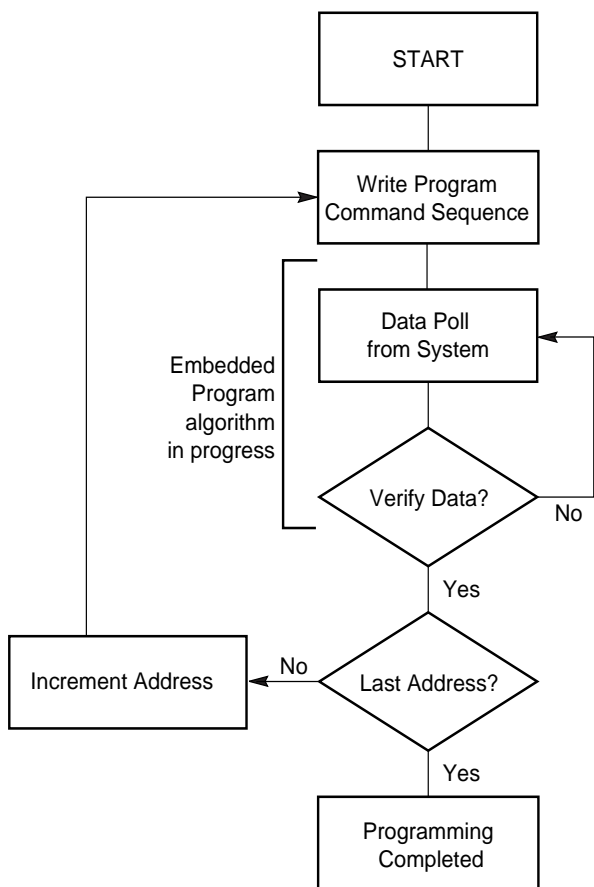 START
Write Program
Command Sequence
Data Poll
from System
Embedded
Program
algorithm
in progress
Verify Data?
No
Yes
Increment Address
No
Last Address?
Yes
Programming
Completed